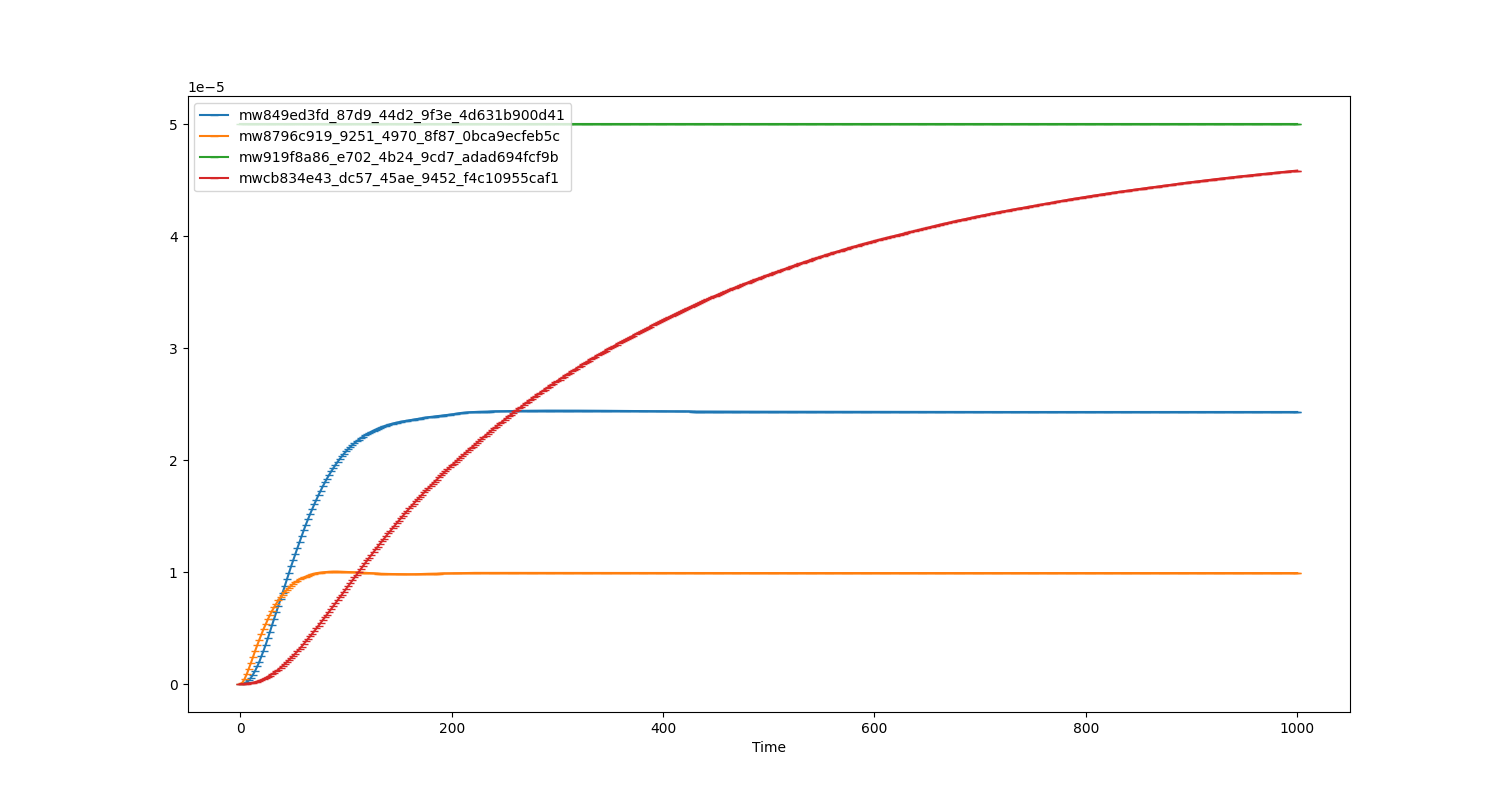 1e−5
mw849ed3fd_87d9_44d2_9f3e_4d631b900d41
mw8796c919_9251_4970_8f87_0bca9ecfeb5c
mw919f8a86_e702_4b24_9cd7_adad694fcf9b
mwcb834e43_dc57_45ae_9452_f4c10955caf1
5
4
3
2
1
0
0 200 400 600 800 1000
Time